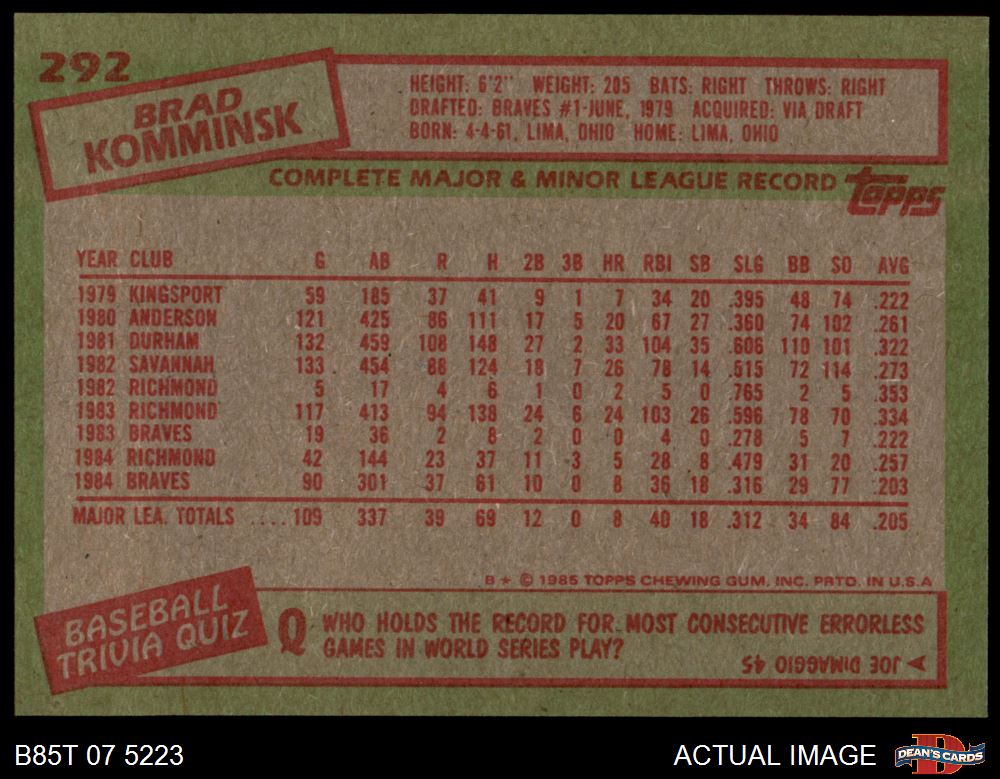 292
BRAD
KOMMINSK
HEIGHT: 6'2" WEIGHT: 205 BATS: RIGHT THROWS: RIGHT
DRAFTED: BRAVES #1-JUNE, 1979 ACQUIRED: VIA DRAFT
BORN: 4-4-61, LIMA, OHIO HOME: LIMA, OHIO
COMPLETE MAJOR & MINOR LEAGUE RECORD
topps
YEAR CLUB G AB R H 2B 3B HR RBI SB SLG BB SO AVG
1979 KINGSPORT 59 185 37 41 9 1 7 34 20 .395 48 74 .222
1980 ANDERSON 121 425 86 111 17 5 20 67 27 .360 74 102 .261
1981 DURHAM 132 459 108 148 27 2 33 104 35 .606 110 101 .322
1982 SAVANNAH 133 454 88 124 18 7 26 78 14 .515 72 114 .273
1982 RICHMOND 5 17 4 6 1 0 2 5 0 .765 2 5 .353
1983 RICHMOND 117 413 94 138 24 6 24 103 26 .596 78 70 .334
1983 BRAVES 19 36 2 8 2 0 0 4 0 .278 5 7 .222
1984 RICHMOND 42 144 23 37 11 3 5 28 8 .479 31 20 .257
1984 BRAVES 90 301 37 61 10 0 8 36 18 .316 29 77 .203
MAJOR LEA. TOTALS .... 109 337 39 69 12 0 8 40 18 .312 34 84 .205
B* © 1985 TOPPS CHEWING GUM, INC. PRTD. IN U.S.A
BASEBALL
TRIVIA QUIZ
Q WHO HOLDS THE RECORD FOR MOST CONSECUTIVE ERRORLESS
GAMES IN WORLD SERIES PLAY?
JOE DIMAGGIO 45
B85T 07 5223
ACTUAL IMAGE
D
DEAN'S CARDS